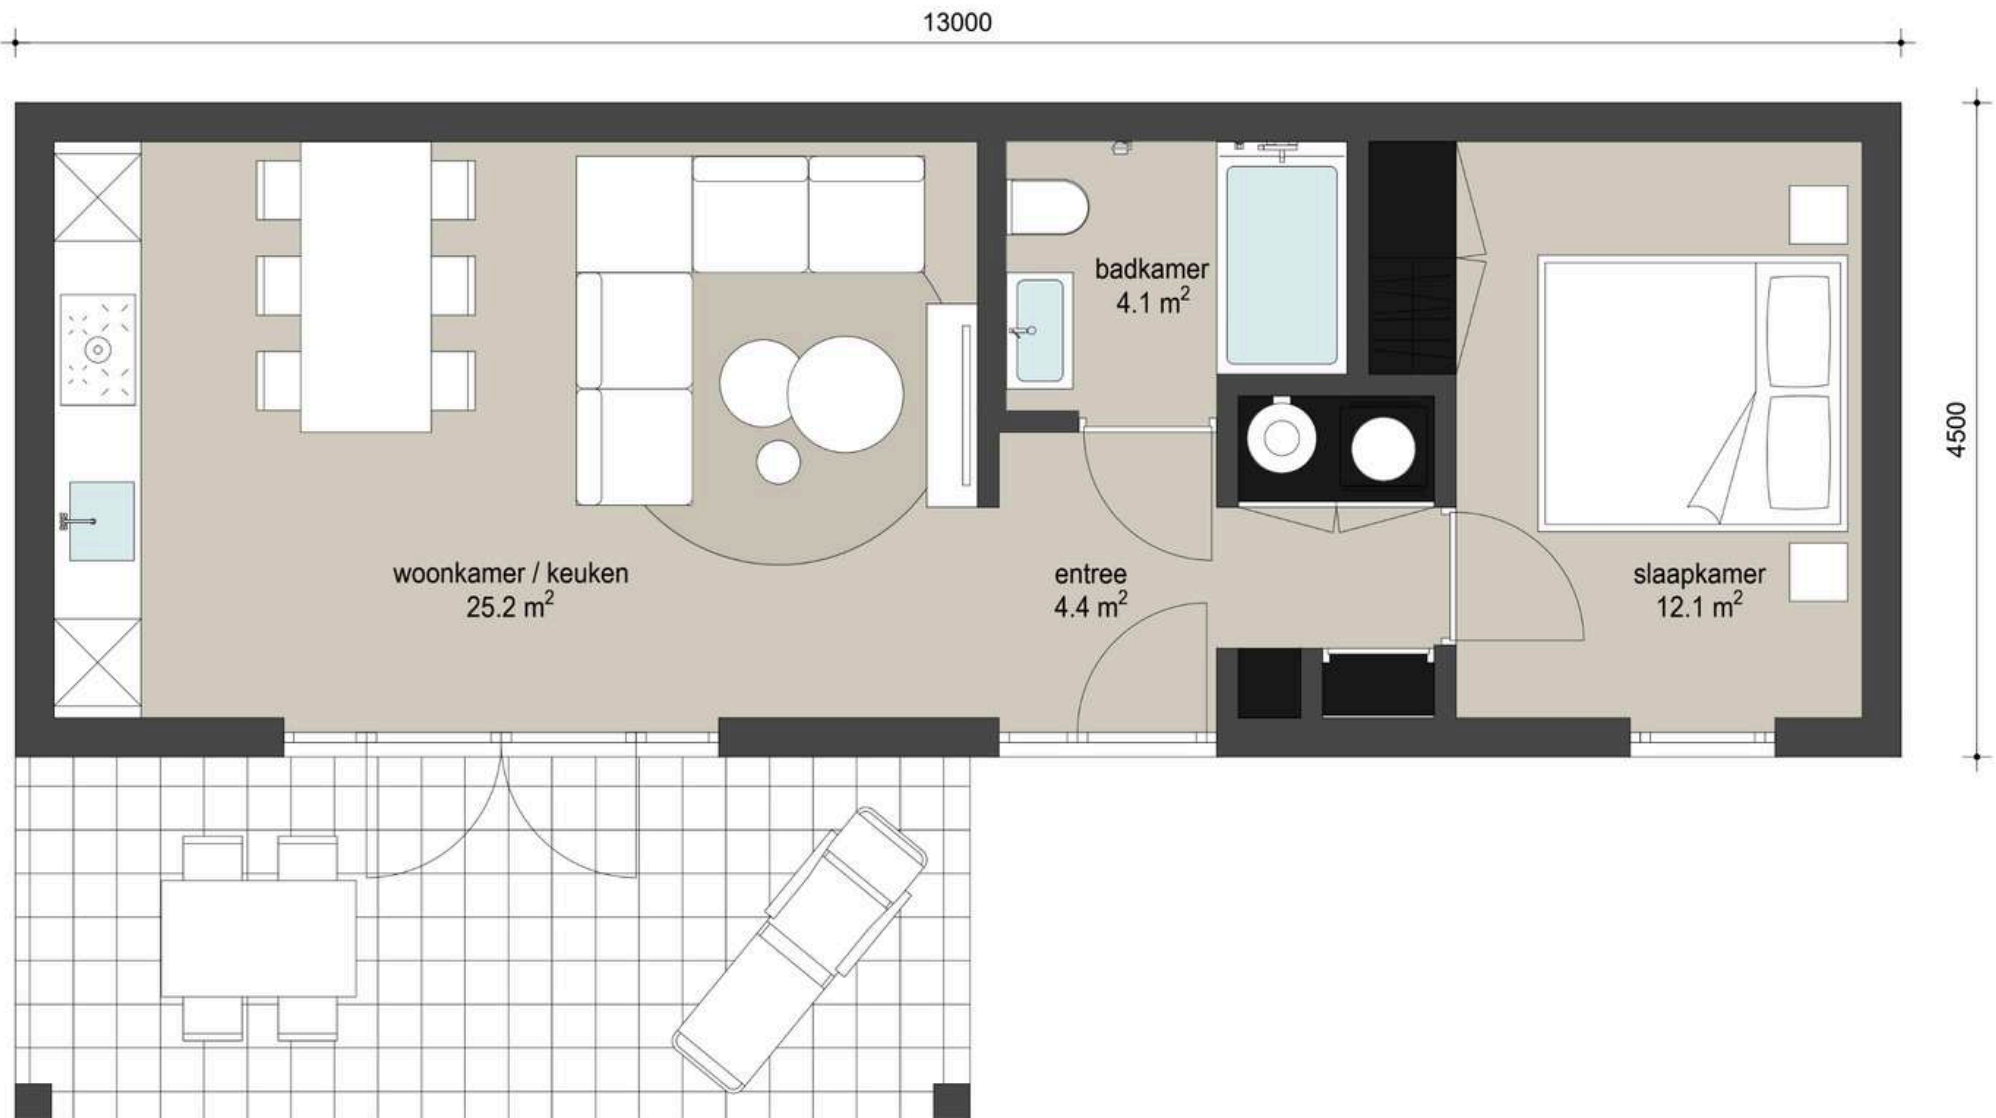 13000
badkamer
4.1 m²
4500
woonkamer / keuken
25.2 m²
entree
4.4 m²
slaapkamer
12.1 m²